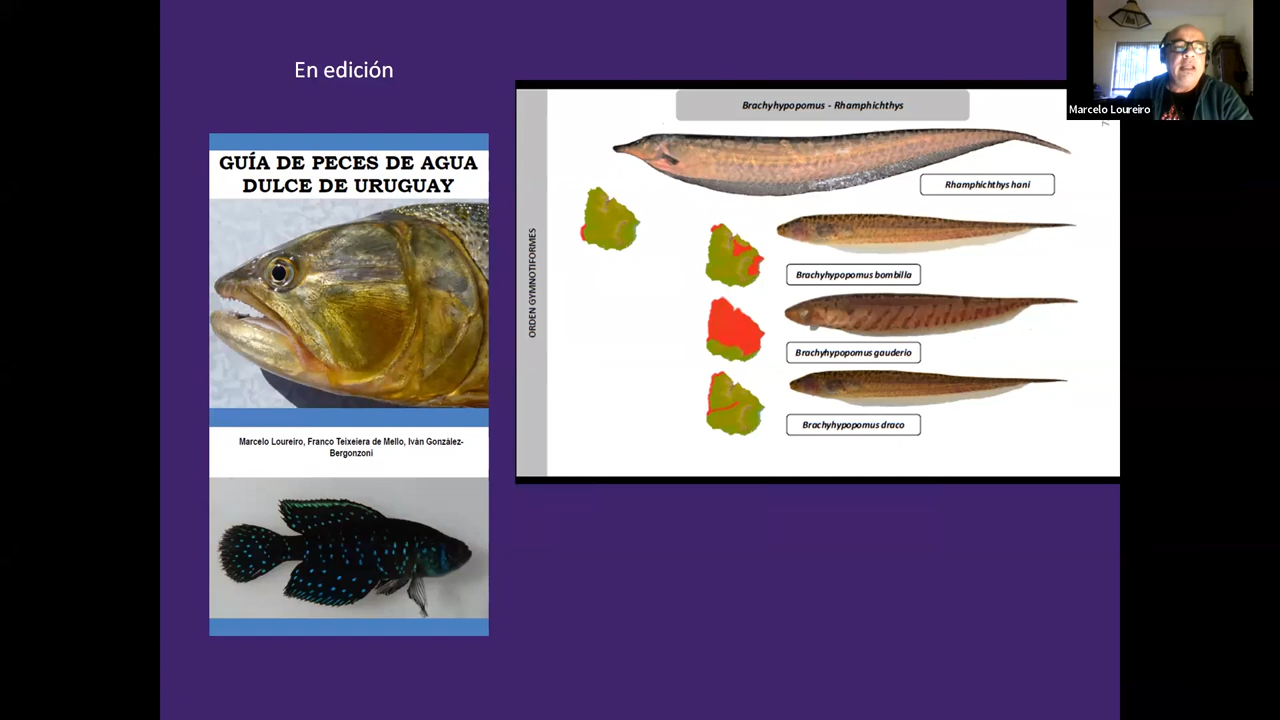 En edición
GUÍA DE PECES DE AGUA
DULCE DE URUGUAY
Marcelo Loureiro, Franco Teixeiera de Mello, Iván González-
Bergonzoni
Brachyhypopomus - Rhamphichthys
ORDEN GYMNOTIFORMES
Rhamphichthys hani
Brachyhypopomus bombilla
Brachyhypopomus gauderio
Brachyhypopomus draco
Marcelo Loureiro